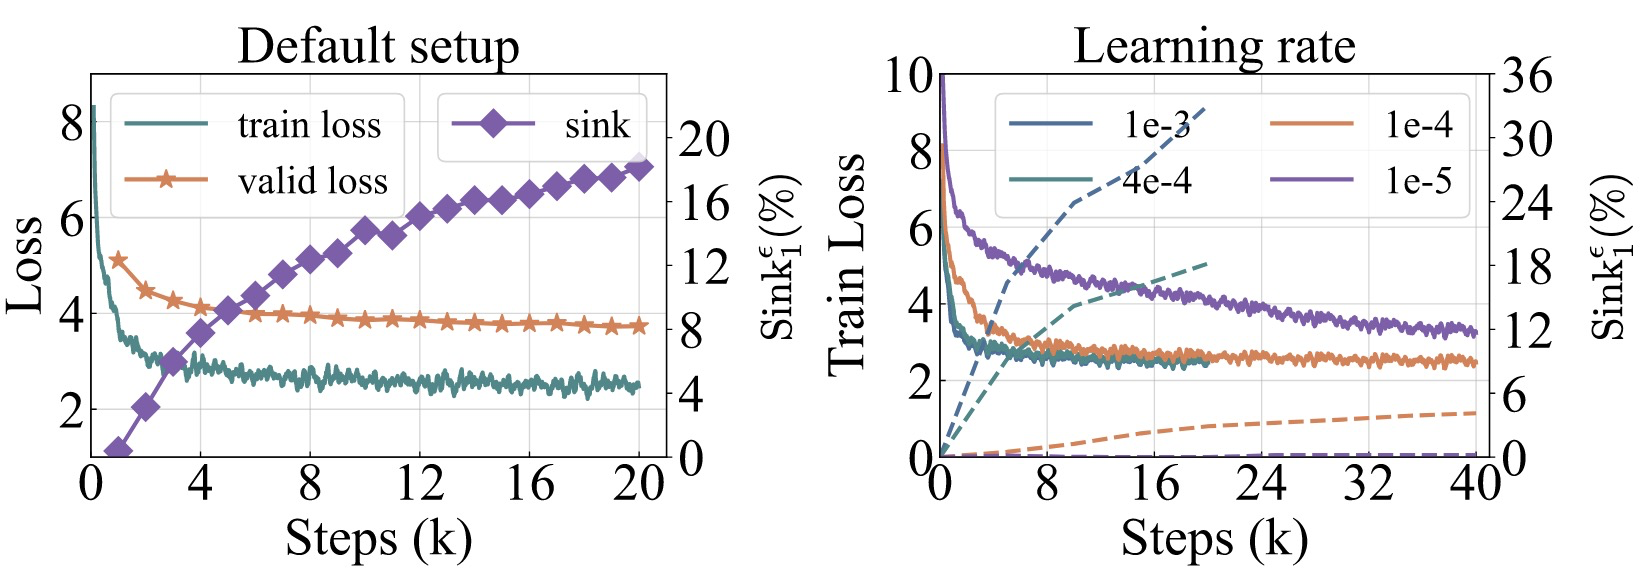 Default setup
Loss
8
6
4
2
train loss
valid loss
sink
20
16
12
8
4
0
Sink₁^ϵ(%)
0 4 8 12 16 20
Steps (k)
Learning rate
Train Loss
10
8
6
4
2
0
1e-3
4e-4
1e-4
1e-5
36
30
24
18
12
6
0
Sink₁^ϵ(%)
0 8 16 24 32 40
Steps (k)